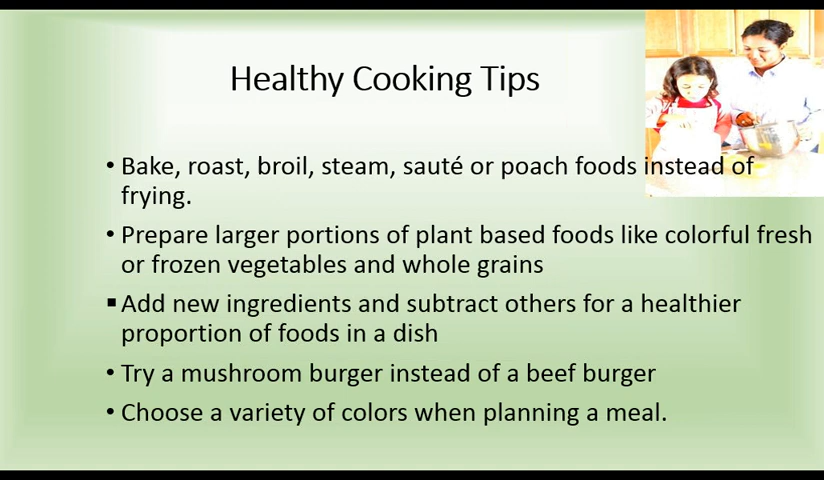 Healthy Cooking Tips
• Bake, roast, broil, steam, sauté or poach foods instead of
frying.
• Prepare larger portions of plant based foods like colorful fresh
or frozen vegetables and whole grains
▪ Add new ingredients and subtract others for a healthier
proportion of foods in a dish
• Try a mushroom burger instead of a beef burger
• Choose a variety of colors when planning a meal.